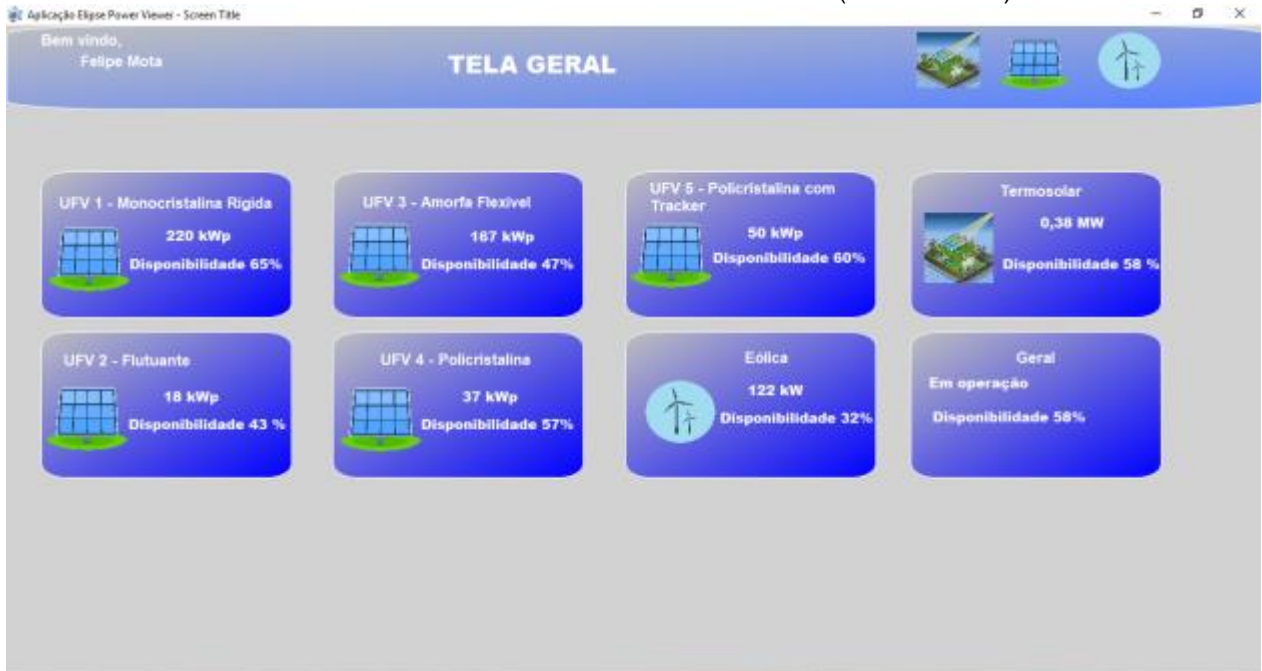 Aplicação Elipse Power Viewer - Screen Title
Bem vindo,
Felipe Mota
TELA GERAL
UFV 1 - Monocristalina Rigida
220 kWp
Disponibilidade 65%
UFV 3 - Amorfa Flexivel
167 kWp
Disponibilidade 47%
UFV 5 - Policristalina com
Tracker
50 kWp
Disponibilidade 60%
Termosolar
0,38 MW
Disponibilidade 58 %
UFV 2 - Flutuante
18 kWp
Disponibilidade 43 %
UFV 4 - Policristalina
37 kWp
Disponibilidade 57%
Eólica
122 kW
Disponibilidade 32%
Geral
Em operação
Disponibilidade 58%